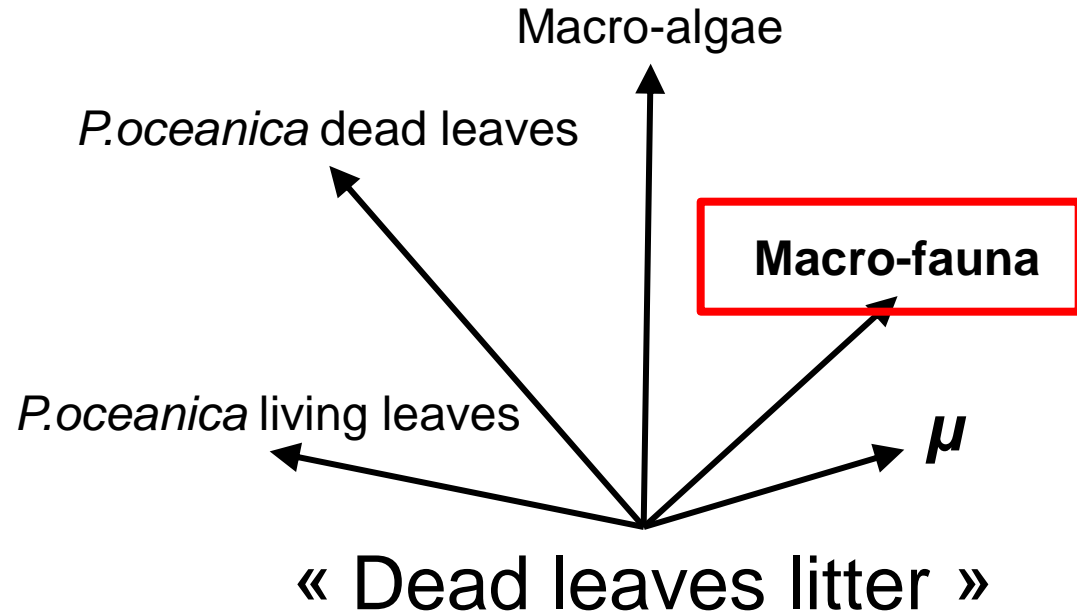 Macro-algae
P.oceanica dead leaves
Macro-fauna
P.oceanica living leaves
µ
« Dead leaves litter »